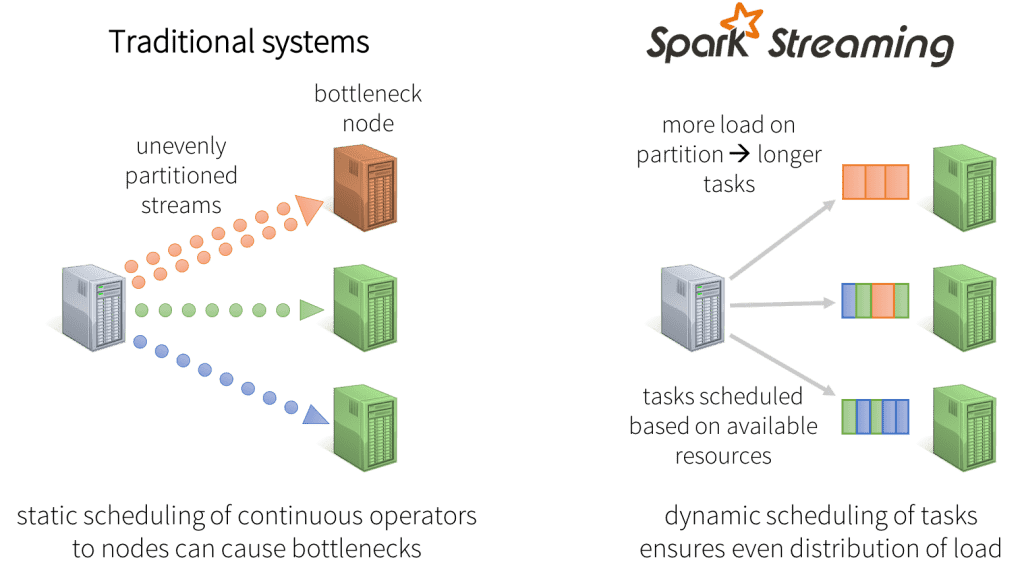 Traditional systems
bottleneck
node
unevenly
partitioned
streams
static scheduling of continuous operators
to nodes can cause bottlenecks
Spark Streaming
more load on
partition → longer
tasks
tasks scheduled
based on available
resources
dynamic scheduling of tasks
ensures even distribution of load